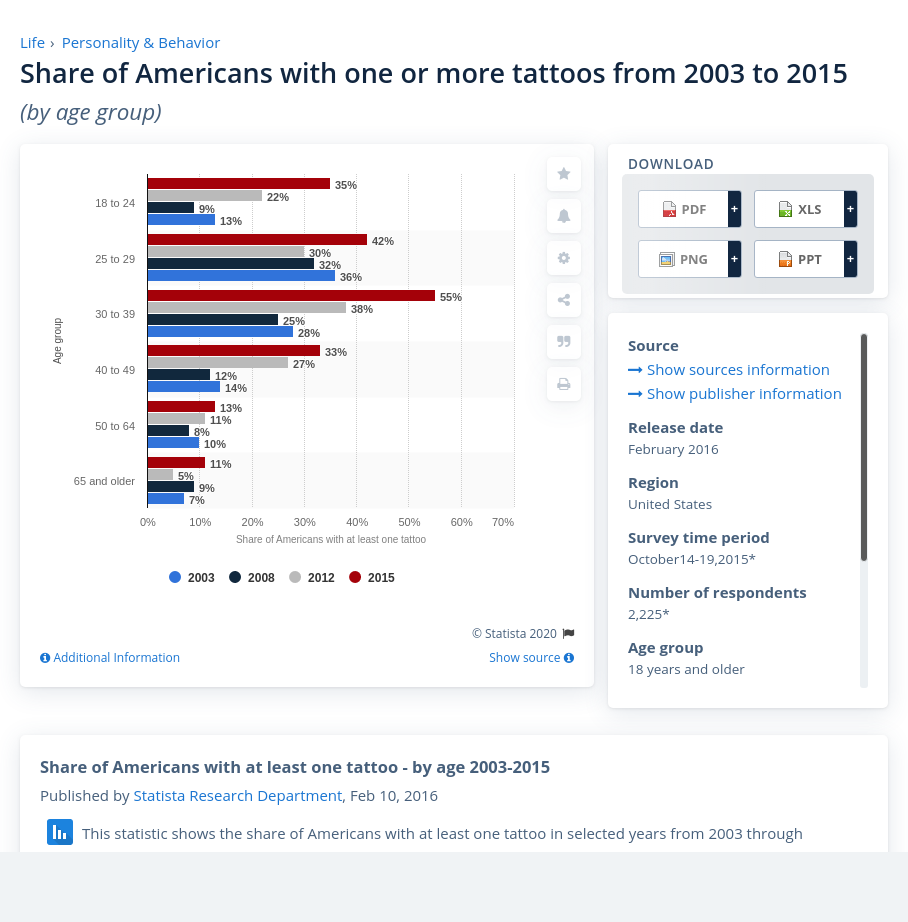 Life › Personality & Behavior
Share of Americans with one or more tattoos from 2003 to 2015
(by age group)
Age group
18 to 24
35%
22%
9%
13%
25 to 29
42%
30%
32%
36%
30 to 39
55%
38%
25%
28%
40 to 49
33%
27%
12%
14%
50 to 64
13%
11%
8%
10%
65 and older
11%
5%
9%
7%
0% 10% 20% 30% 40% 50% 60% 70%
Share of Americans with at least one tattoo
2003 2008 2012 2015
© Statista 2020
Additional Information
Show source
DOWNLOAD
PDF + XLS +
PNG + PPT +
Source
Show sources information
Show publisher information
Release date
February 2016
Region
United States
Survey time period
October14-19,2015*
Number of respondents
2,225*
Age group
18 years and older
Share of Americans with at least one tattoo - by age 2003-2015
Published by Statista Research Department, Feb 10, 2016
This statistic shows the share of Americans with at least one tattoo in selected years from 2003 through